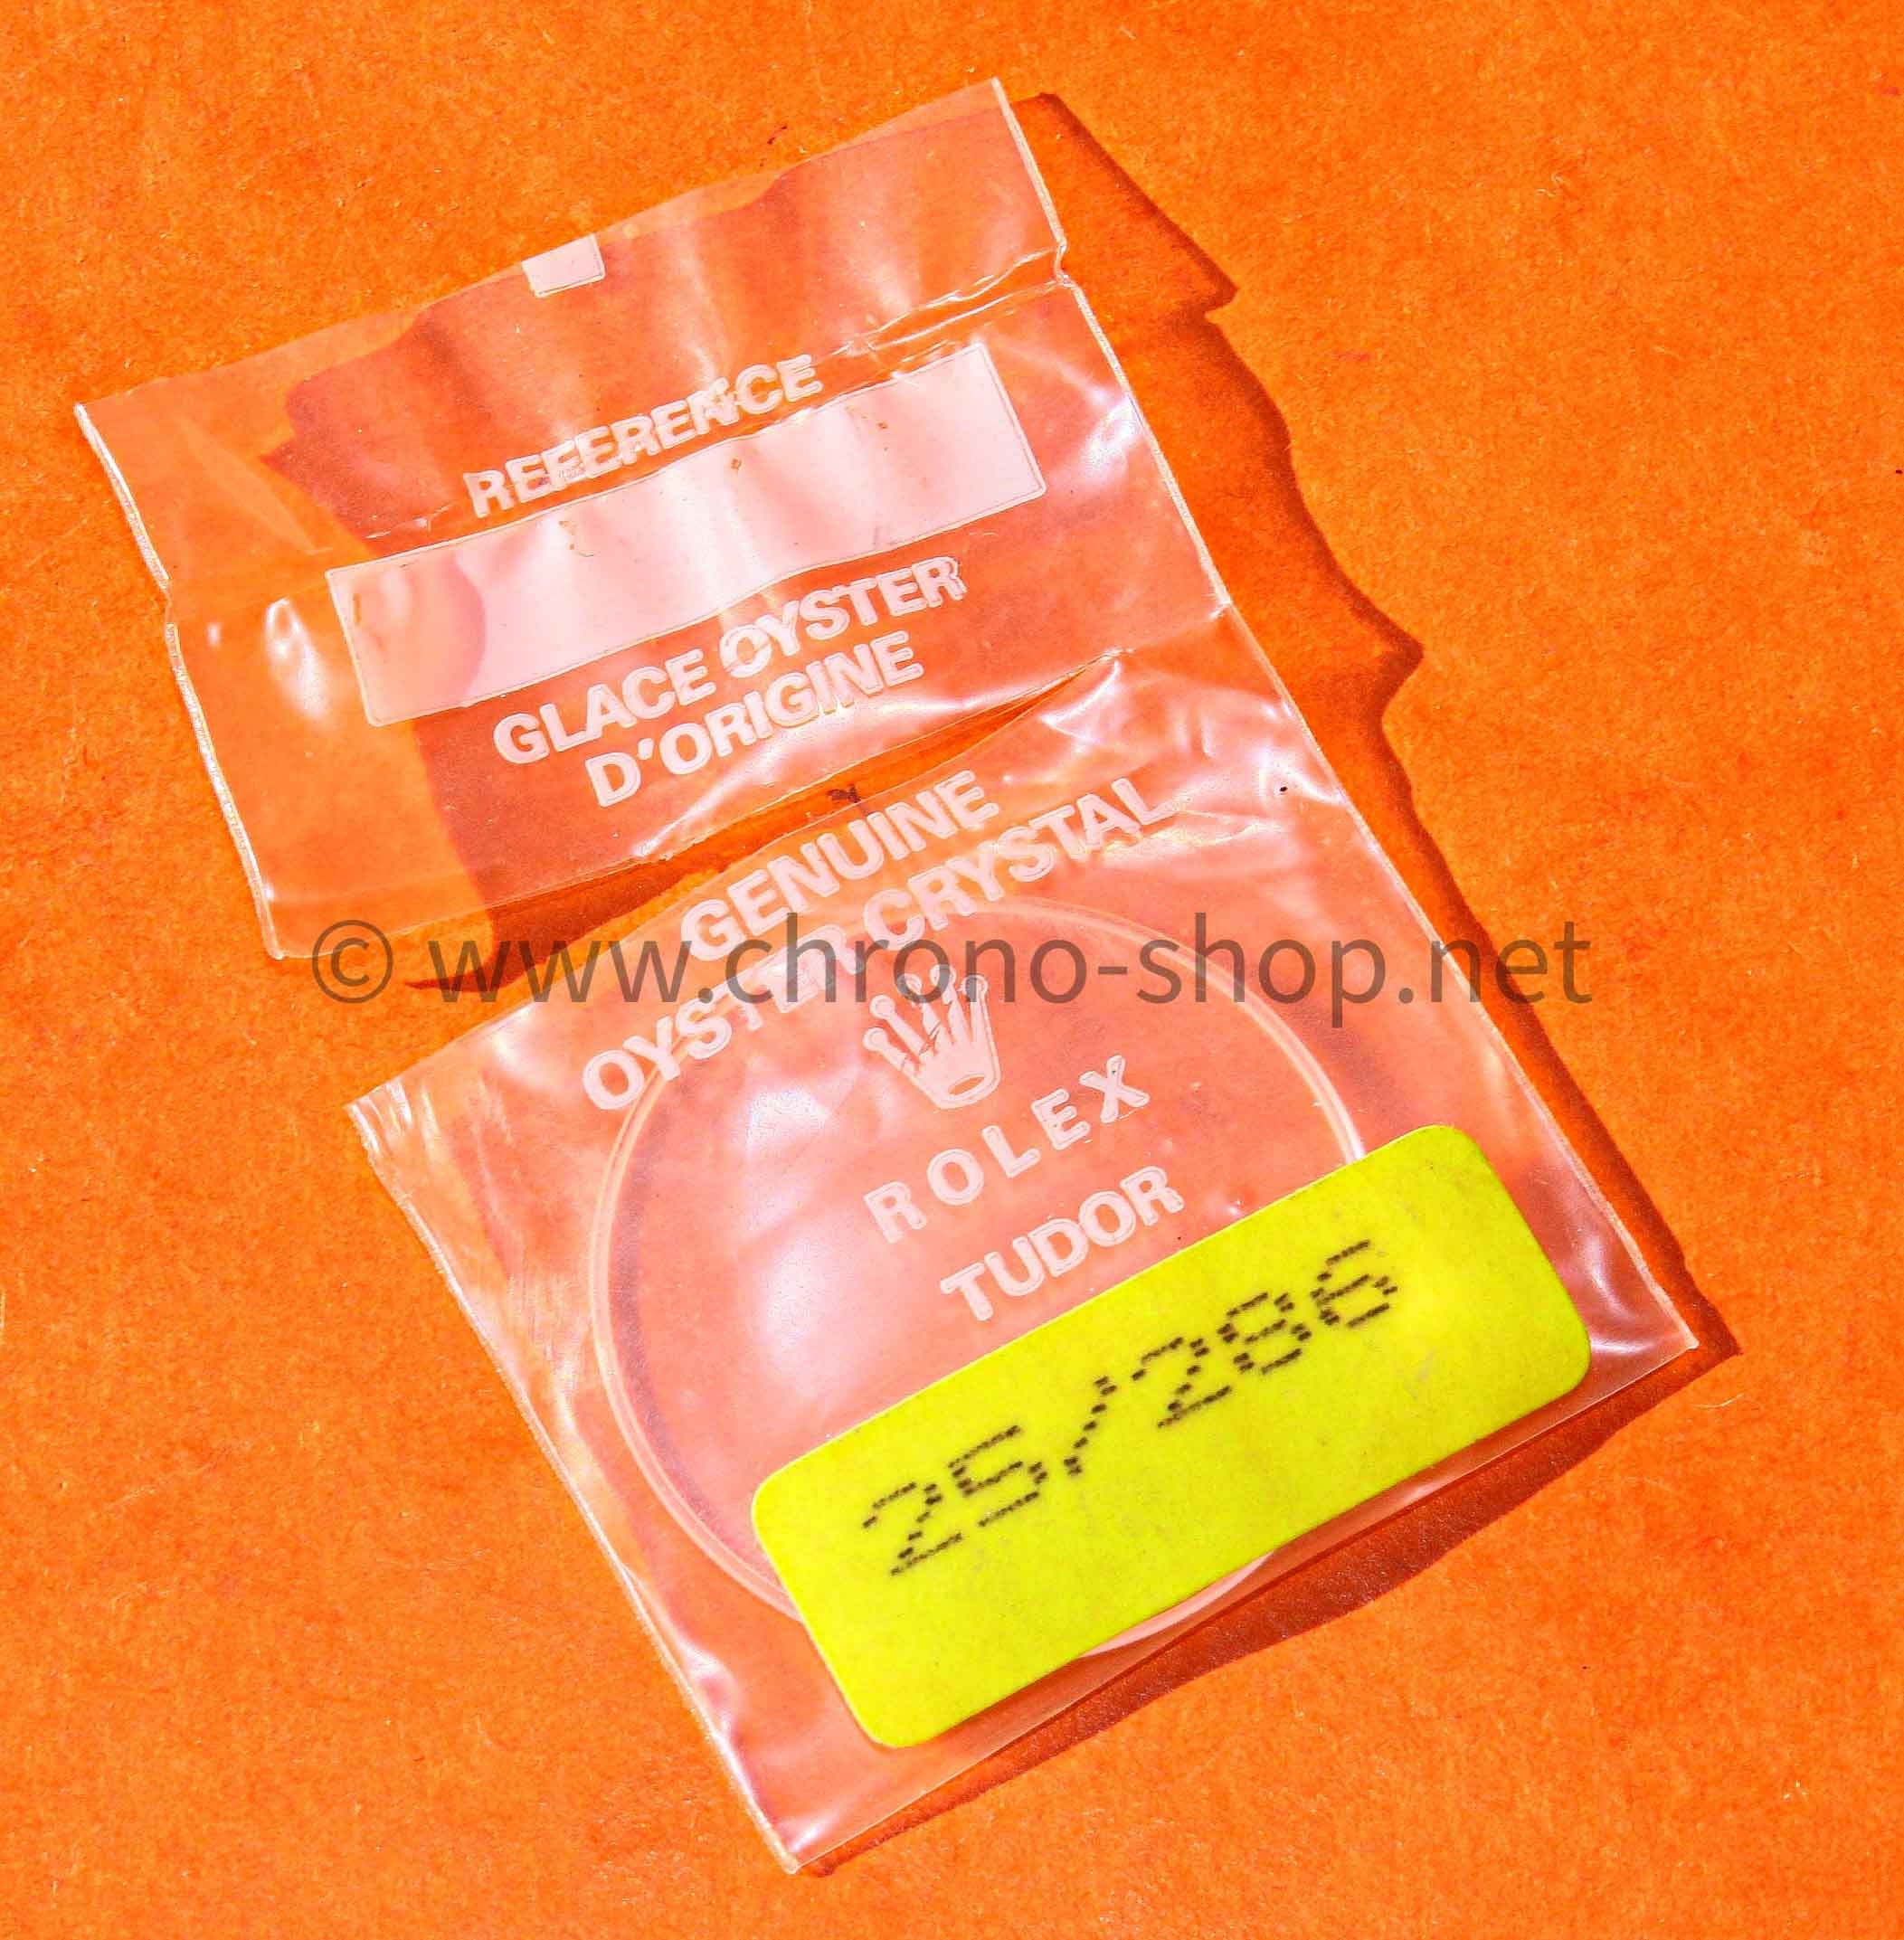 REFERENCE
GLACE OYSTER
D'ORIGINE
GENUINE
OYSTER CRYSTAL
ROLEX
TUDOR
25/286
© www.chrono-shop.net